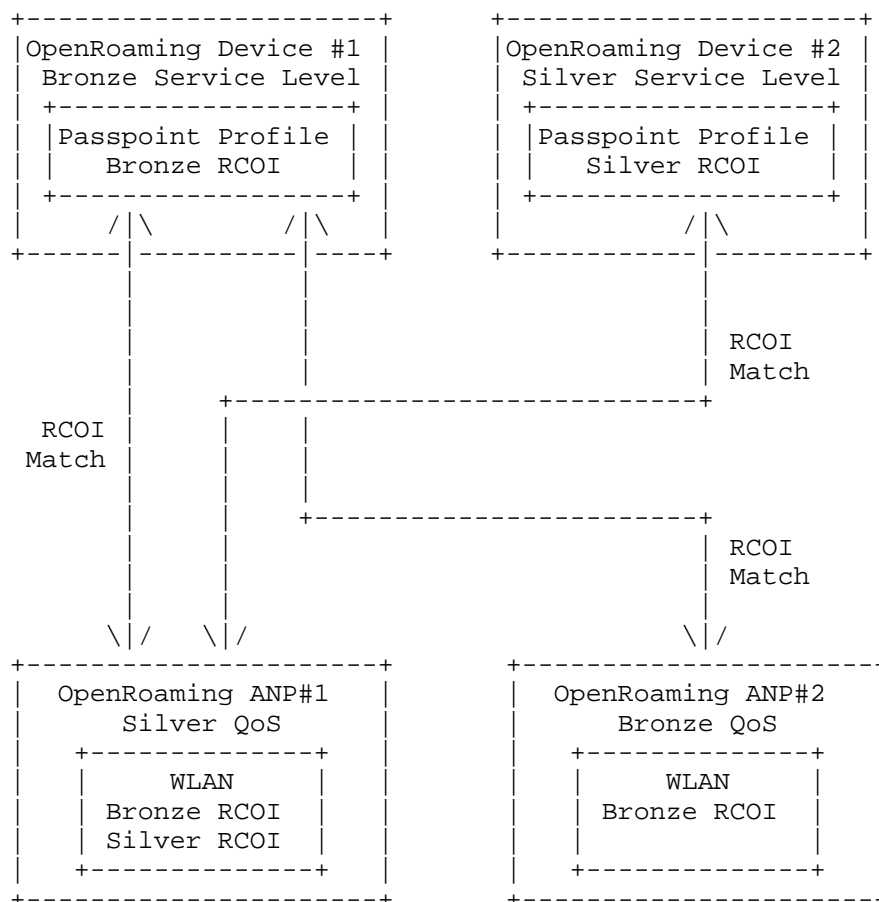 OpenRoaming Device #1
Bronze Service Level
Passpoint Profile
Bronze RCOI
OpenRoaming Device #2
Silver Service Level
Passpoint Profile
Silver RCOI
RCOI
Match
RCOI
Match
RCOI
Match
OpenRoaming ANP#1
Silver QoS
WLAN
Bronze RCOI
Silver RCOI
OpenRoaming ANP#2
Bronze QoS
WLAN
Bronze RCOI